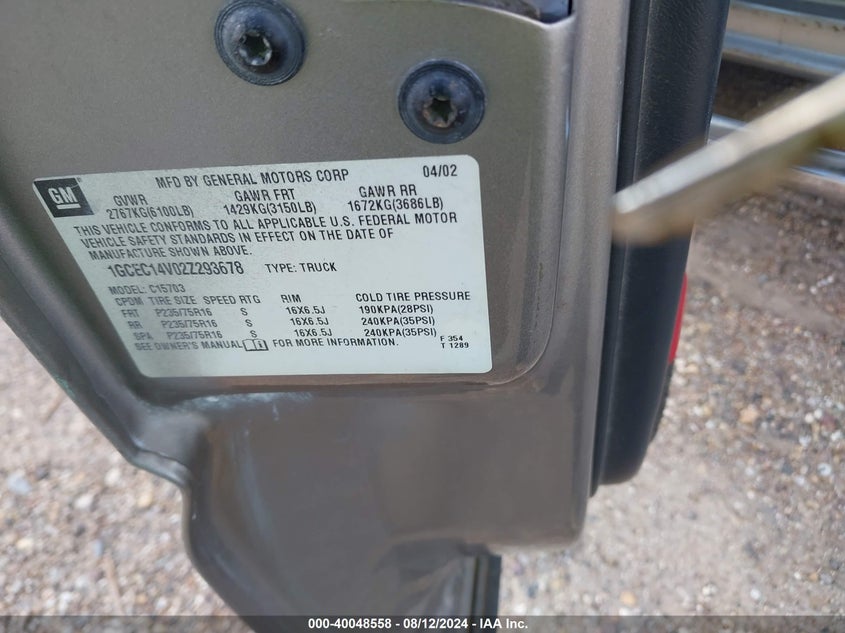 GM
MFD BY GENERAL MOTORS CORP 04/02
GVWR GAWR FRT GAWR RR
2767KG(6100LB) 1429KG(3150LB) 1672KG(3686LB)
THIS VEHICLE CONFORMS TO ALL APPLICABLE U.S. FEDERAL MOTOR
VEHICLE SAFETY STANDARDS IN EFFECT ON THE DATE OF
MANUFACTURE SHOWN ABOVE.
1GCEC14V02Z293678 TYPE: TRUCK
MODEL: C15703
CPDM TIRE SIZE SPEED RTG RIM COLD TIRE PRESSURE
FRT P235/75R16 S 16X6.5J 190KPA(28PSI)
RR P235/75R16 S 16X6.5J 240KPA(35PSI)
SPA P235/75R16 S 16X6.5J 240KPA(35PSI)
SEE OWNER'S MANUAL FOR MORE INFORMATION.
F 354
T 1289
000-40048558 - 08/12/2024 - IAA Inc.